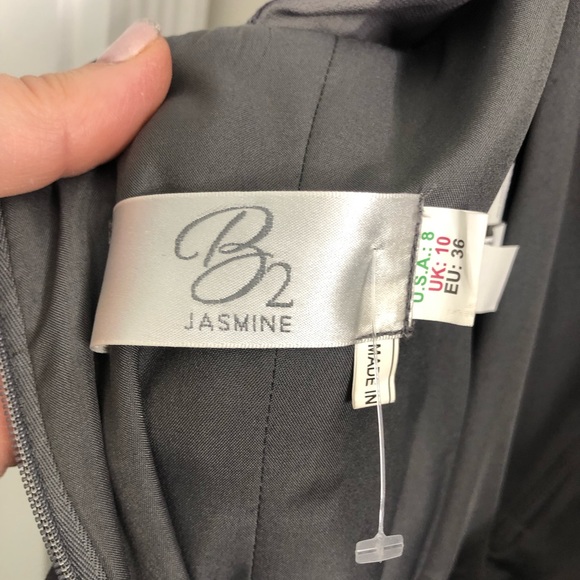 B2
JASMINE
U.S.A.: 8
UK: 10
EU: 36
MADE IN